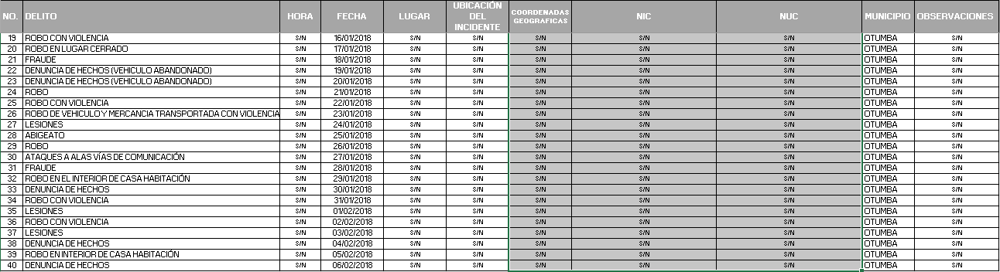 NO. DELITO HORA FECHA LUGAR UBICACIÓN DEL INCIDENTE COORDENADAS GEOGRAFICAS NIC NUC MUNICIPIO OBSERVACIONES
19 ROBO CON VIOLENCIA S/N 16/01/2018 S/N S/N S/N S/N S/N OTUMBA S/N
20 ROBO EN LUGAR CERRADO S/N 17/01/2018 S/N S/N S/N S/N S/N OTUMBA S/N
21 FRAUDE S/N 18/01/2018 S/N S/N S/N S/N S/N OTUMBA S/N
22 DENUNCIA DE HECHOS (VEHICULO ABANDONADO) S/N 19/01/2018 S/N S/N S/N S/N S/N OTUMBA S/N
23 DENUNCIA DE HECHOS (VEHICULO ABANDONADO) S/N 20/01/2018 S/N S/N S/N S/N S/N OTUMBA S/N
24 ROBO S/N 21/01/2018 S/N S/N S/N S/N S/N OTUMBA S/N
25 ROBO CON VIOLENCIA S/N 22/01/2018 S/N S/N S/N S/N S/N OTUMBA S/N
26 ROBO DE VEHICULO Y MERCANCIA TRANSPORTADA CON VIOLENCIA S/N 23/01/2018 S/N S/N S/N S/N S/N OTUMBA S/N
27 LESIONES S/N 24/01/2018 S/N S/N S/N S/N S/N OTUMBA S/N
28 ABIGEATO S/N 25/01/2018 S/N S/N S/N S/N S/N OTUMBA S/N
29 ROBO S/N 26/01/2018 S/N S/N S/N S/N S/N OTUMBA S/N
30 ATAQUES A ALAS VÍAS DE COMUNICACIÓN S/N 27/01/2018 S/N S/N S/N S/N S/N OTUMBA S/N
31 FRAUDE S/N 28/01/2018 S/N S/N S/N S/N S/N OTUMBA S/N
32 ROBO EN EL INTERIOR DE CASA HABITACIÓN S/N 29/01/2018 S/N S/N S/N S/N S/N OTUMBA S/N
33 DENUNCIA DE HECHOS S/N 30/01/2018 S/N S/N S/N S/N S/N OTUMBA S/N
34 ROBO CON VIOLENCIA S/N 31/01/2018 S/N S/N S/N S/N S/N OTUMBA S/N
35 LESIONES S/N 01/02/2018 S/N S/N S/N S/N S/N OTUMBA S/N
36 ROBO CON VIOLENCIA S/N 02/02/2018 S/N S/N S/N S/N S/N OTUMBA S/N
37 LESIONES S/N 03/02/2018 S/N S/N S/N S/N S/N OTUMBA S/N
38 DENUNCIA DE HECHOS S/N 04/02/2018 S/N S/N S/N S/N S/N OTUMBA S/N
39 ROBO EN INTERIOR DE CASA HABITACIÓN S/N 05/02/2018 S/N S/N S/N S/N S/N OTUMBA S/N
40 DENUNCIA DE HECHOS S/N 06/02/2018 S/N S/N S/N S/N S/N OTUMBA S/N